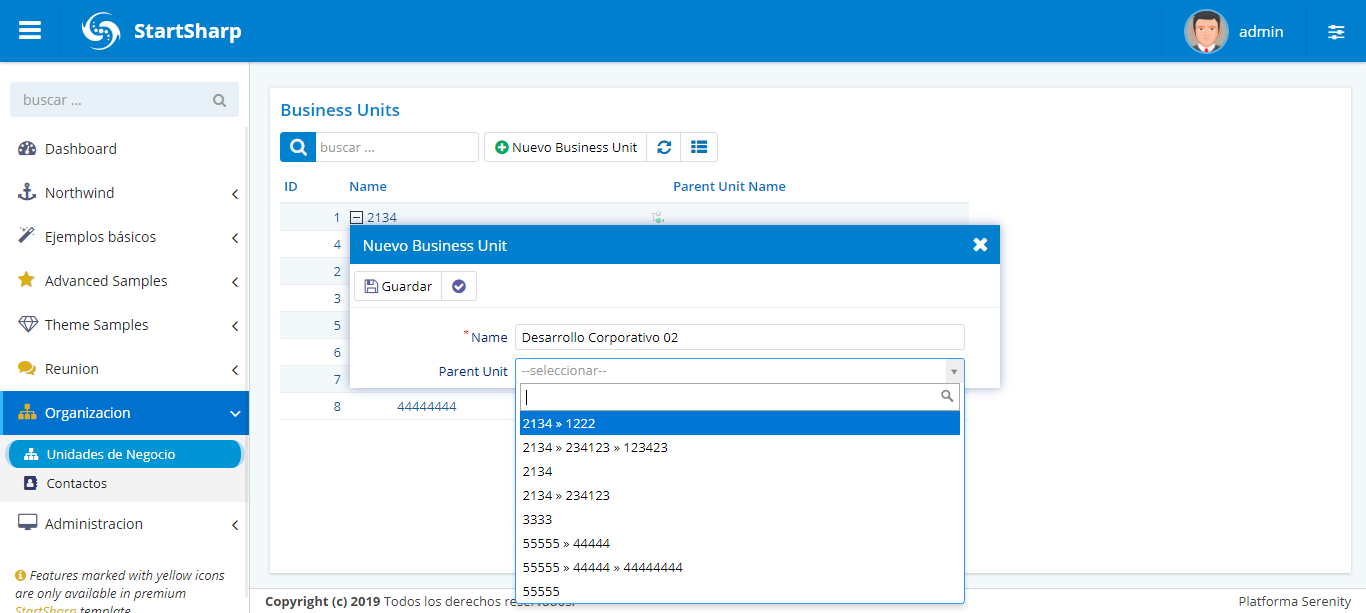 StartSharp
admin
buscar ...
Dashboard
Northwind
Ejemplos básicos
Advanced Samples
Theme Samples
Reunion
Organizacion
Unidades de Negocio
Contactos
Administracion
Features marked with yellow icons
are only available in premium
StartSharp template
Business Units
buscar ...
Nuevo Business Unit
ID Name Parent Unit Name
1 2134
4
2
3
5
6
7
8 44444444
Nuevo Business Unit
Guardar
* Name Desarrollo Corporativo 02
Parent Unit --seleccionar--
2134 » 1222
2134 » 234123 » 123423
2134
2134 » 234123
3333
55555 » 44444
55555 » 44444 » 44444444
55555
Copyright (c) 2019 Todos los derechos reservados.
Platforma Serenity